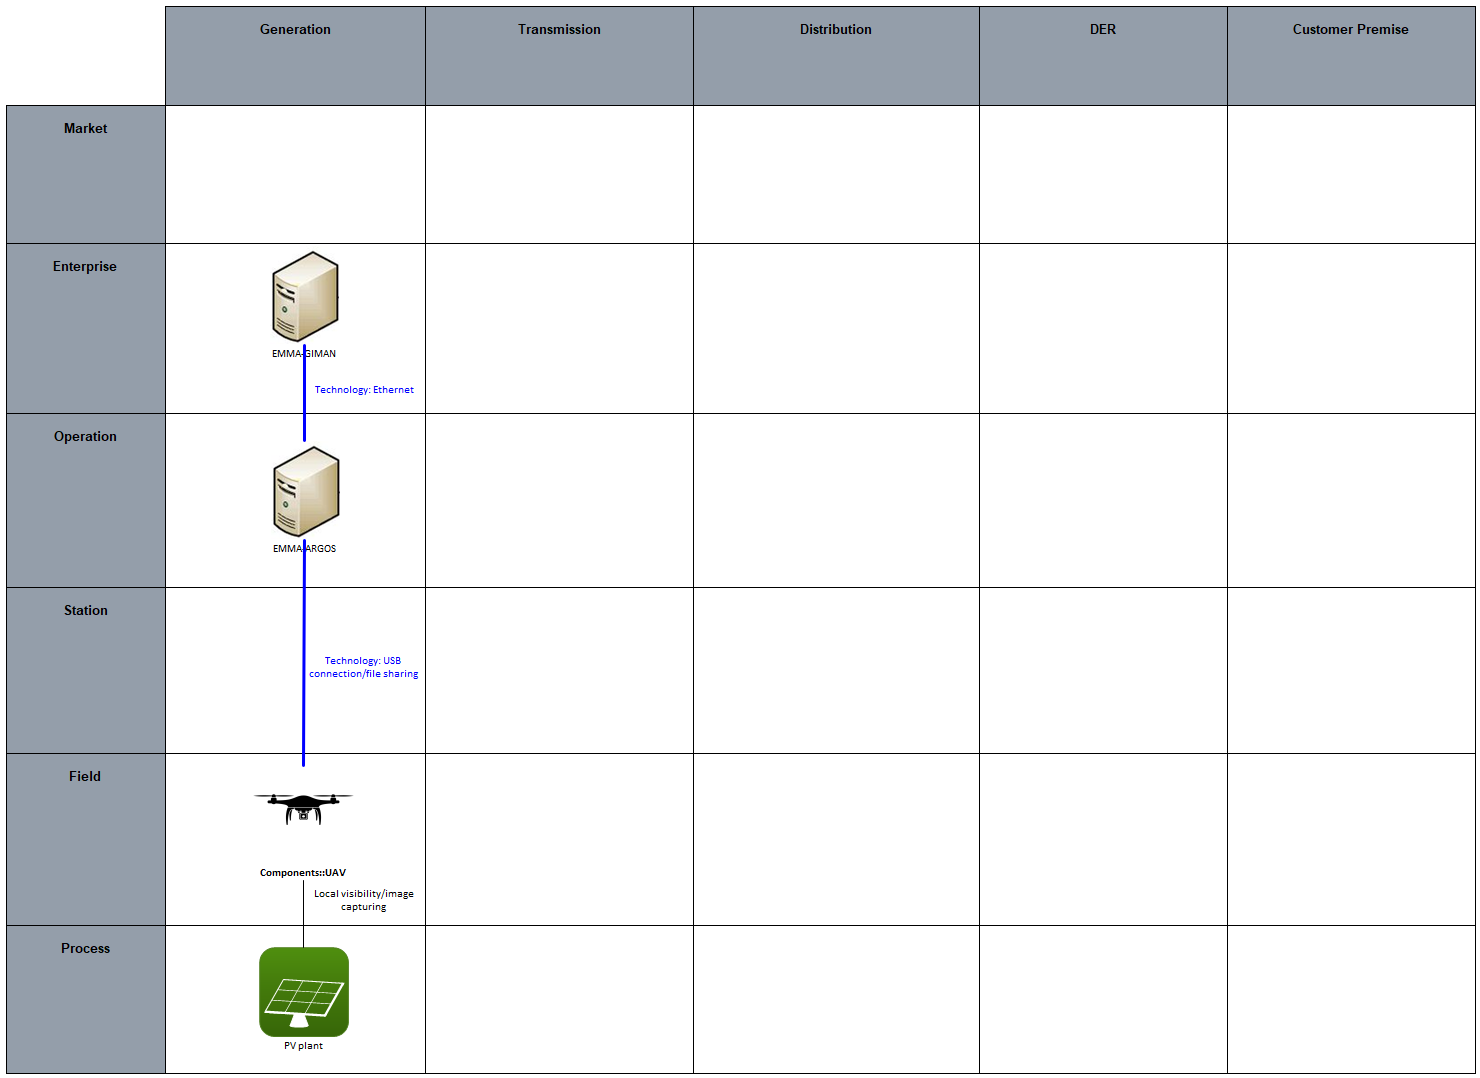 Generation
Transmission
Distribution
DER
Customer Premise
Market
Enterprise
EMMA-GIMAN
Technology: Ethernet
Operation
EMMA-ARGOS
Station
Technology: USB
connection/file sharing
Field
Components::UAV
Local visibility/image
capturing
Process
PV plant